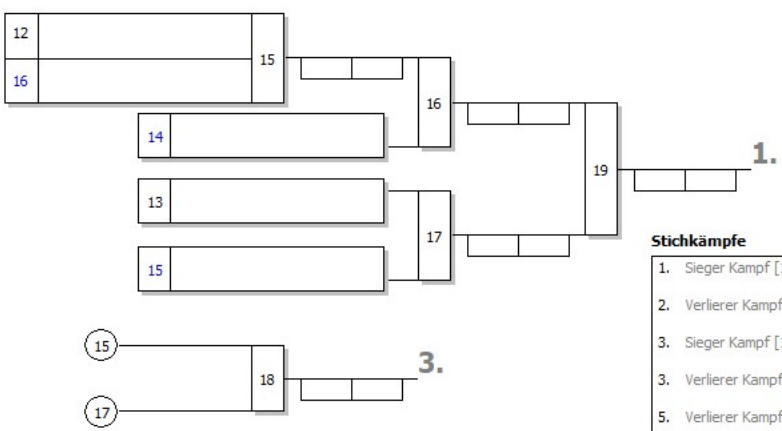 12
15
16
16
14
19
1.
13
17
15
Stichkämpfe
1. Sieger Kampf
2. Verlierer Kampf
3. Sieger Kampf
3. Verlierer Kampf
5. Verlierer Kampf
15
18
3.
17